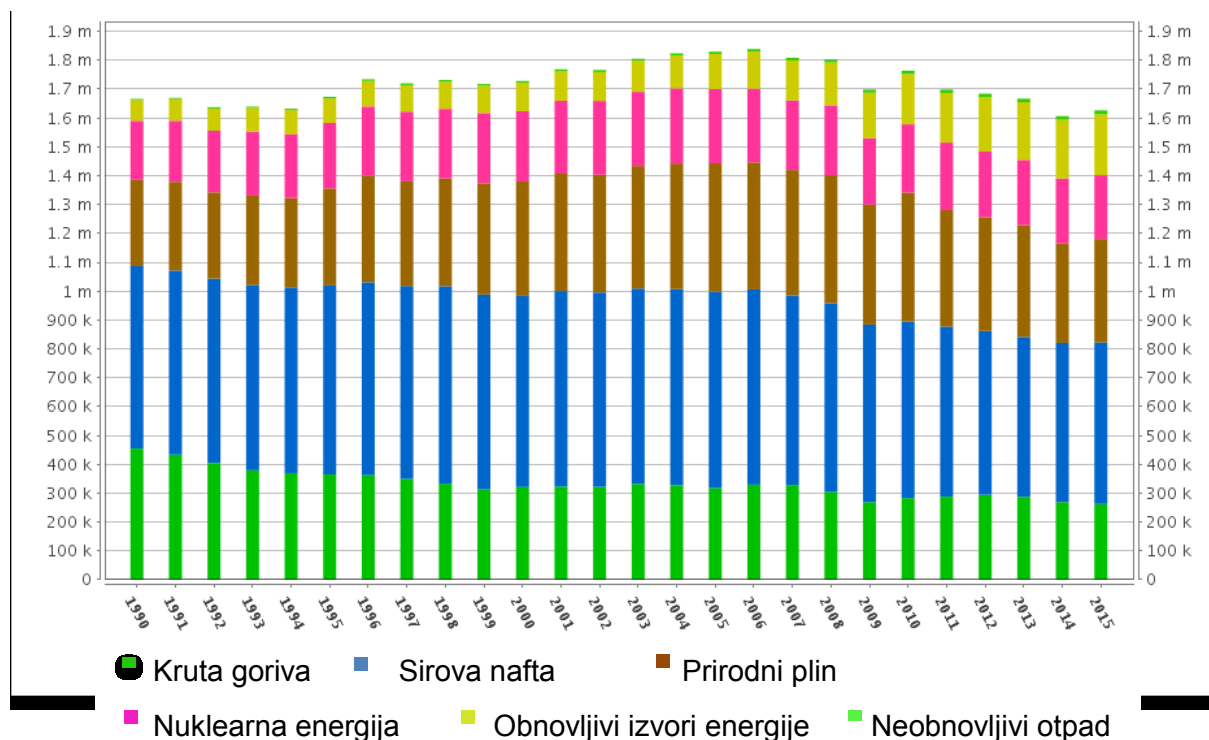 1.9 m 1.9 m
1.8 m 1.8 m
1.7 m 1.7 m
1.6 m 1.6 m
1.5 m 1.5 m
1.4 m 1.4 m
1.3 m 1.3 m
1.2 m 1.2 m
1.1 m 1.1 m
1 m 1 m
900 k 900 k
800 k 800 k
700 k 700 k
600 k 600 k
500 k 500 k
400 k 400 k
300 k 300 k
200 k 200 k
100 k 100 k
0 0
1990 1991 1992 1993 1994 1995 1996 1997 1998 1999 2000 2001 2002 2003 2004 2005 2006 2007 2008 2009 2010 2011 2012 2013 2014 2015
Kruta goriva Sirova nafta Prirodni plin
Nuklearna energija Obnovljivi izvori energije Neobnovljivi otpad